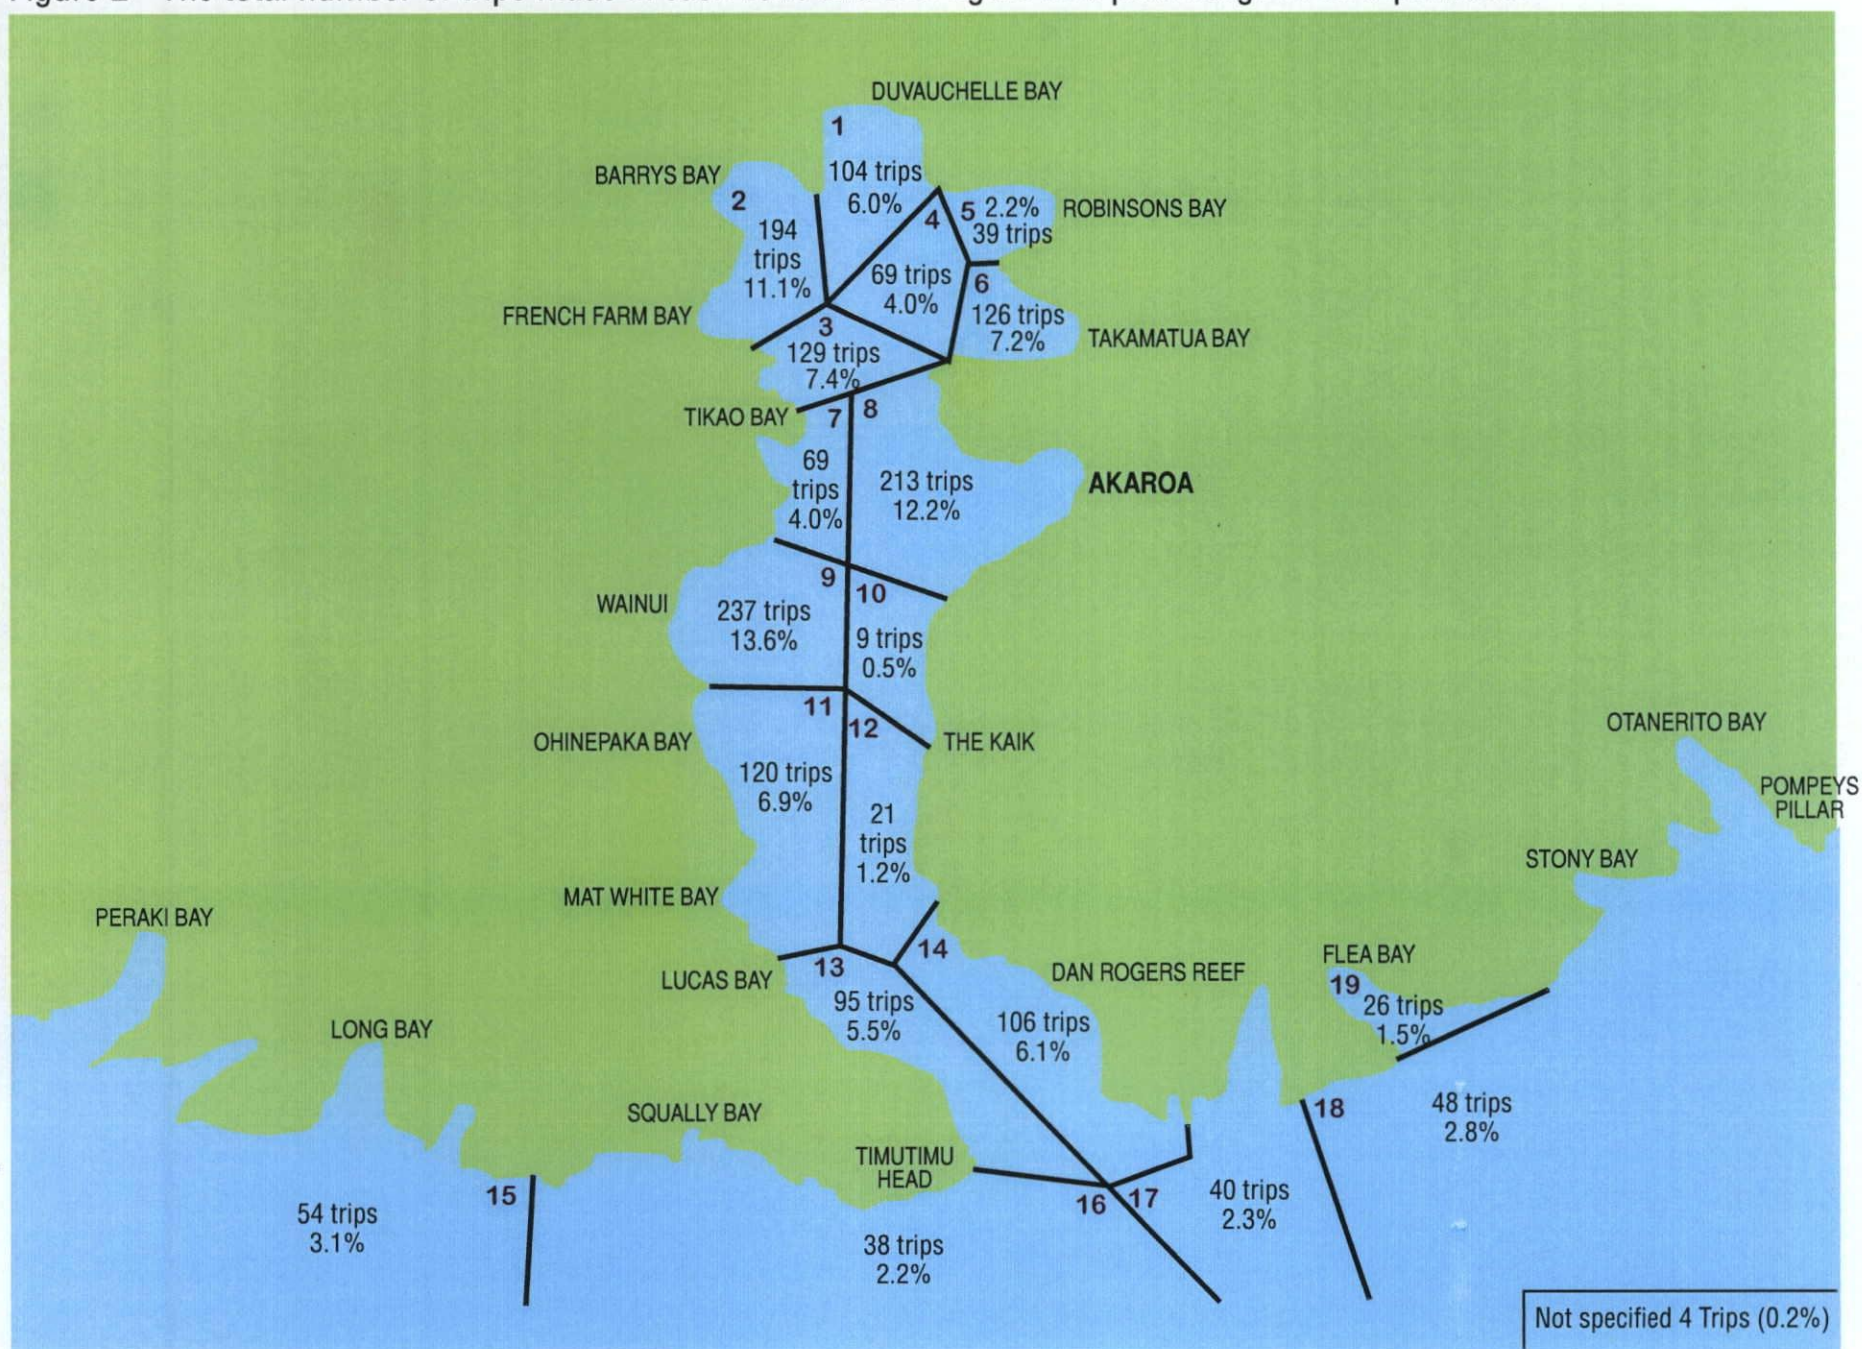 DUVAUCHELLE BAY
1
104 trips
6.0%
BARRYS BAY
2
194
trips
11.1%
4
5 2.2%
39 trips
ROBINSONS BAY
69 trips
4.0%
6
126 trips
7.2%
TAKAMATUA BAY
FRENCH FARM BAY
3
129 trips
7.4%
TIKAO BAY
7
8
69
trips
4.0%
213 trips
12.2%
AKAROA
9
10
WAINUI
237 trips
13.6%
9 trips
0.5%
11
12
OHINEPAKA BAY
THE KAIK
120 trips
6.9%
21
trips
1.2%
OTANERITO BAY
POMPEYS
PILLAR
STONY BAY
MAT WHITE BAY
PERAKI BAY
13
14
LUCAS BAY
95 trips
5.5%
DAN ROGERS REEF
106 trips
6.1%
FLEA BAY
19
26 trips
1.5%
LONG BAY
SQUALLY BAY
TIMUTIMU
HEAD
18
48 trips
2.8%
15
16
17
54 trips
3.1%
38 trips
2.2%
40 trips
2.3%
Not specified 4 Trips (0.2%)